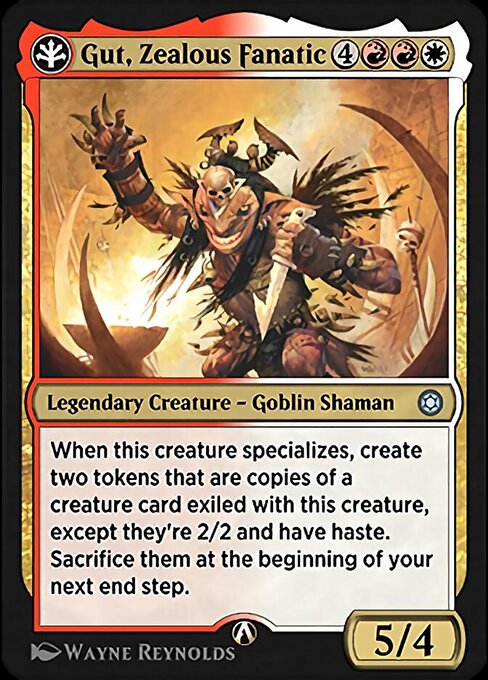 Gut, Zealous Fanatic 4
Legendary Creature – Goblin Shaman
When this creature specializes, create
two tokens that are copies of a
creature card exiled with this creature,
except they're 2/2 and have haste.
Sacrifice them at the beginning of your
next end step.
Wayne Reynolds
5/4